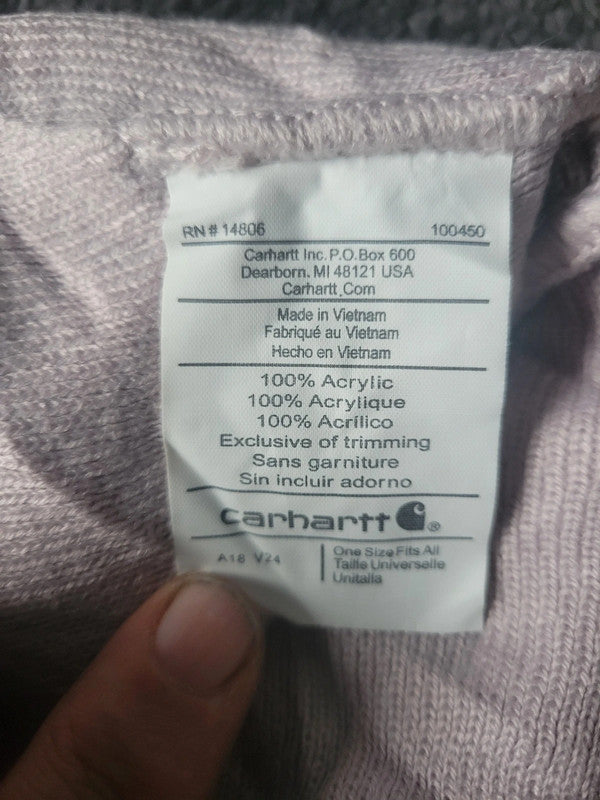 RN # 14806 100450
Carhartt Inc. P.O. Box 600
Dearborn, MI 48121 USA
Carhartt.Com
Made in Vietnam
Fabriqué au Vietnam
Hecho en Vietnam
100% Acrylic
100% Acrylique
100% Acrílico
Exclusive of trimming
Sans garniture
Sin incluir adorno
carhartt ®
A18 V24
One Size Fits All
Taille Universelle
Unitalla